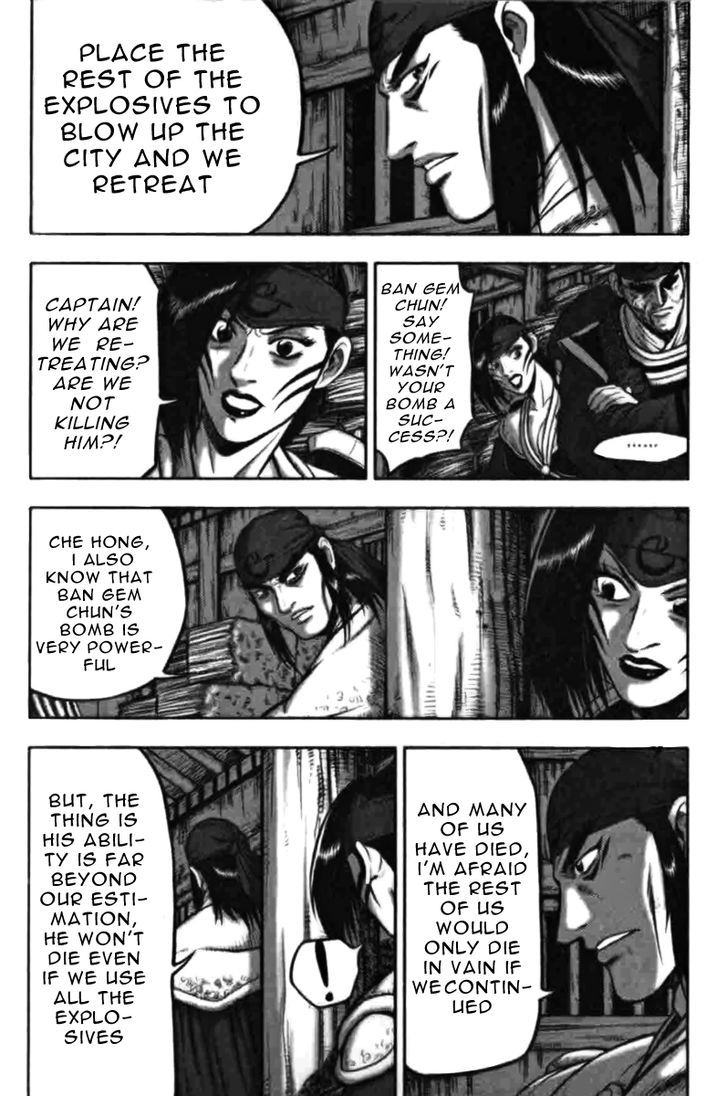 PLACE THE
REST OF THE
EXPLOSIVES TO
BLOW UP THE
CITY AND WE
RETREAT
CAPTAIN!
WHY ARE
WE RE-
TREATING?
ARE WE
NOT
KILLING
HIM?!
BAN GEM
CHUN!
SAY
SOME-
THING!
WASN'T
YOUR
BOMB A
SUC-
CESS?!
......
CHE HONG,
I ALSO
KNOW THAT
BAN GEM
CHUN'S
BOMB IS
VERY POWER-
FUL
BUT, THE
THING IS
HIS ABILI-
TY IS FAR
BEYOND
OUR ESTI-
MATION,
HE WON'T
DIE EVEN
IF WE USE
ALL THE
EXPLO-
SIVES
!
AND MANY
OF US
HAVE DIED,
I'M AFRAID
THE REST
OF US
WOULD
ONLY DIE
IN VAIN IF
WECONTIN-
UED